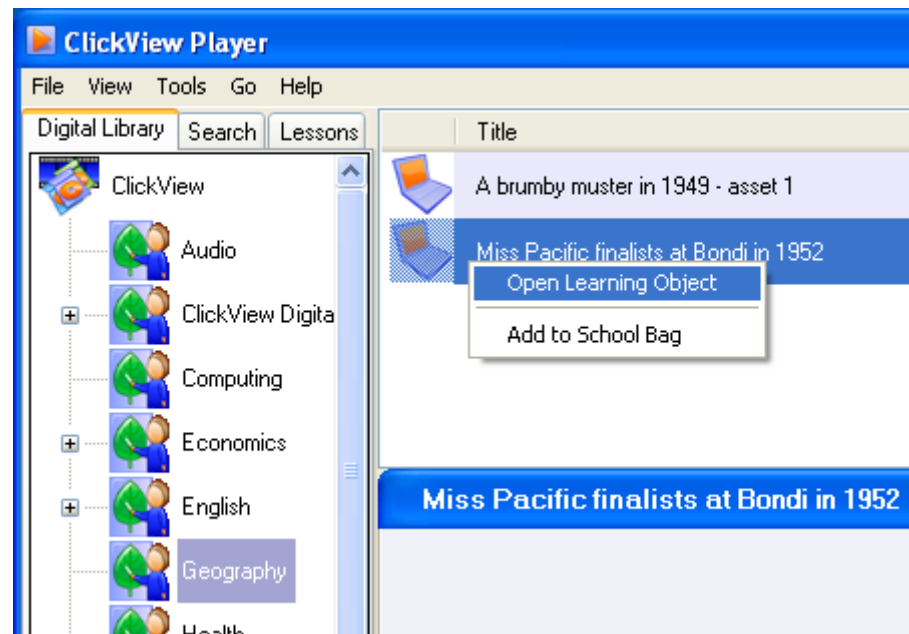 ClickView Player
File View Tools Go Help
Digital Library Search Lessons
ClickView
Audio
ClickView Digita
Computing
Economics
English
Geography
Health
Title
A brumby muster in 1949 - asset 1
Miss Pacific finalists at Bondi in 1952
Open Learning Object
Add to School Bag
Miss Pacific finalists at Bondi in 1952